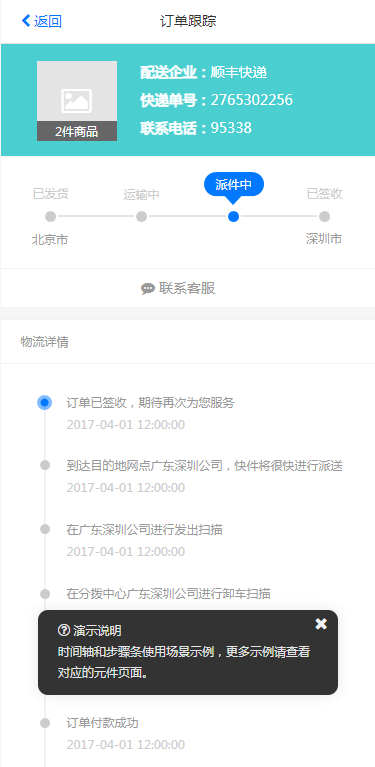 返回
订单跟踪
配送企业：顺丰快递
快递单号：2765302256
联系电话：95338
2件商品
已发货
运输中
派件中
已签收
北京市
深圳市
联系客服
物流详情
订单已签收，期待再次为您服务
2017-04-01 12:00:00
到达目的地网点广东深圳公司，快件将很快进行派送
2017-04-01 12:00:00
在广东深圳公司进行发出扫描
2017-04-01 12:00:00
在分拨中心广东深圳公司进行卸车扫描
演示说明
时间轴和步骤条使用场景示例，更多示例请查看
对应的元件页面。
订单付款成功
2017-04-01 12:00:00